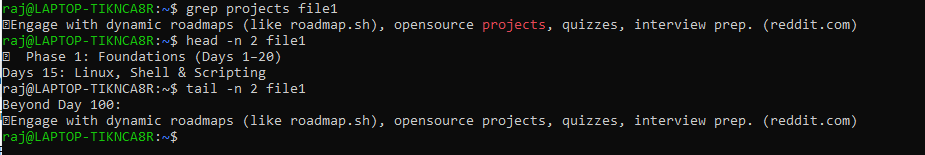 raj@LAPTOP-TIKNCA8R:~$ grep projects file1
Engage with dynamic roadmaps (like roadmap.sh), opensource projects, quizzes, interview prep. (reddit.com)
raj@LAPTOP-TIKNCA8R:~$ head -n 2 file1
Phase 1: Foundations (Days 1–20)
Days 15: Linux, Shell & Scripting
raj@LAPTOP-TIKNCA8R:~$ tail -n 2 file1
Beyond Day 100:
Engage with dynamic roadmaps (like roadmap.sh), opensource projects, quizzes, interview prep. (reddit.com)
raj@LAPTOP-TIKNCA8R:~$